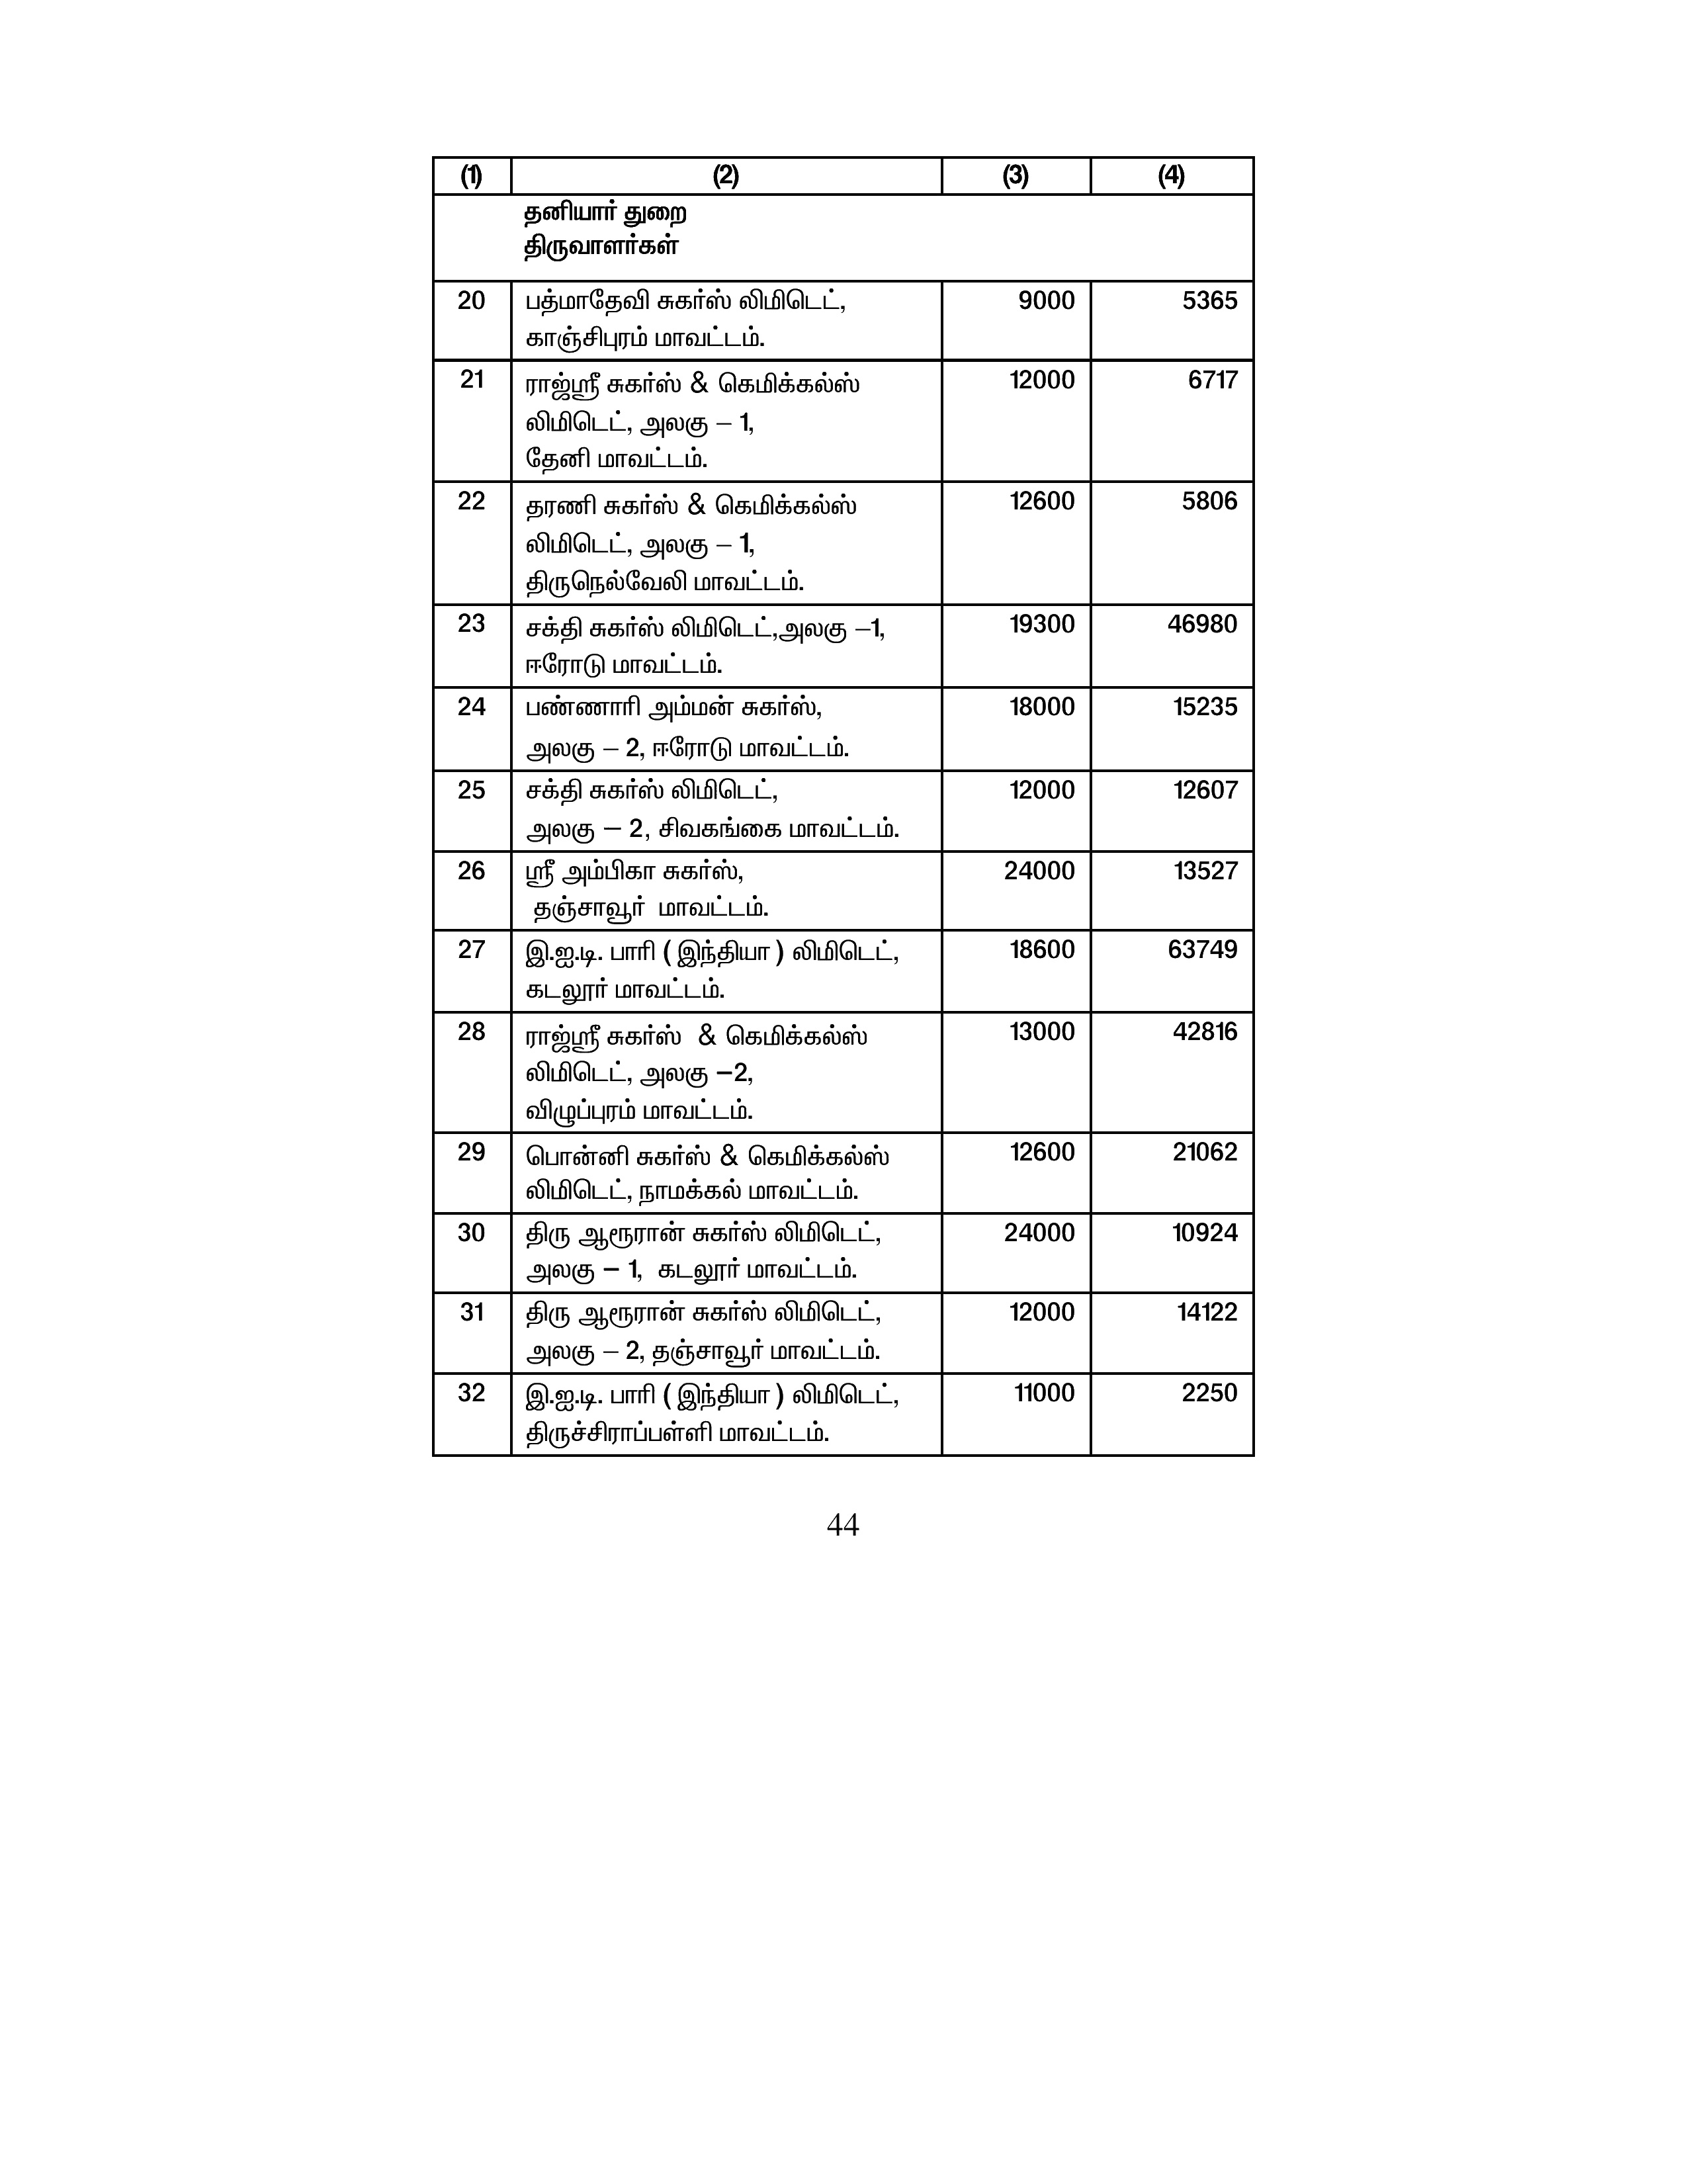 (1) (2) (3) (4)
தனியார் துறை
திருவாளர்கள்
20 பத்மாதேவி சுகர்ஸ் லிமிடெட், 9000 5365
காஞ்சிபுரம் மாவட்டம்.
21 ராஜ்ஸ்ரீ சுகர்ஸ் & கெமிக்கல்ஸ் 12000 6717
லிமிடெட், அலகு – 1,
தேனி மாவட்டம்.
22 தரணி சுகர்ஸ் & கெமிக்கல்ஸ் 12600 5806
லிமிடெட், அலகு – 1,
திருநெல்வேலி மாவட்டம்.
23 சக்தி சுகர்ஸ் லிமிடெட்,அலகு –1, 19300 46980
ஈரோடு மாவட்டம்.
24 பண்ணாரி அம்மன் சுகர்ஸ், 18000 15235
அலகு – 2, ஈரோடு மாவட்டம்.
25 சக்தி சுகர்ஸ் லிமிடெட், 12000 12607
அலகு – 2, சிவகங்கை மாவட்டம்.
26 ஸ்ரீ அம்பிகா சுகர்ஸ், 24000 13527
தஞ்சாவூர் மாவட்டம்.
27 இ.ஐ.டி. பாரி ( இந்தியா ) லிமிடெட், 18600 63749
கடலூர் மாவட்டம்.
28 ராஜ்ஸ்ரீ சுகர்ஸ் & கெமிக்கல்ஸ் 13000 42816
லிமிடெட், அலகு –2,
விழுப்புரம் மாவட்டம்.
29 பொன்னி சுகர்ஸ் & கெமிக்கல்ஸ் 12600 21062
லிமிடெட், நாமக்கல் மாவட்டம்.
30 திரு ஆரூரான் சுகர்ஸ் லிமிடெட், 24000 10924
அலகு – 1, கடலூர் மாவட்டம்.
31 திரு ஆரூரான் சுகர்ஸ் லிமிடெட், 12000 14122
அலகு – 2, தஞ்சாவூர் மாவட்டம்.
32 இ.ஐ.டி. பாரி ( இந்தியா ) லிமிடெட், 11000 2250
திருச்சிராப்பள்ளி மாவட்டம்.
44